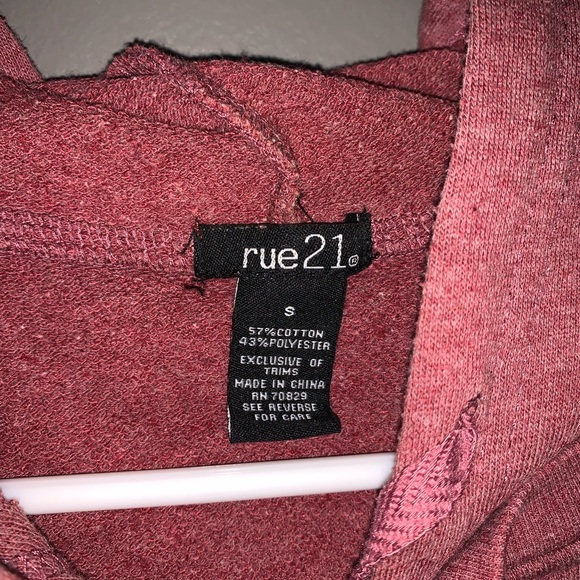 rue21®
S
57%COTTON
43%POLYESTER
EXCLUSIVE OF
TRIMS
MADE IN CHINA
RN 70829
SEE REVERSE
FOR CARE